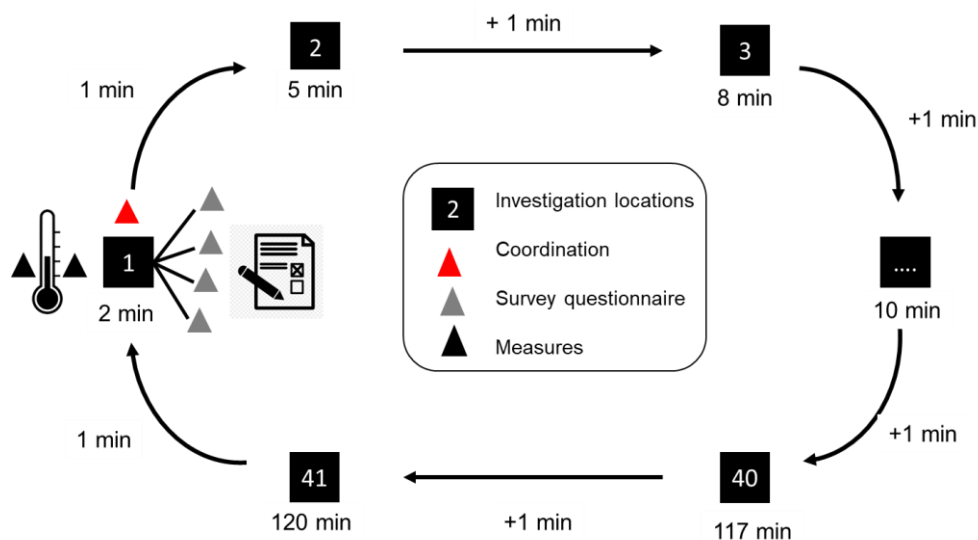 + 1 min
2
3
1 min
5 min
8 min
+1 min
2
Investigation locations
Coordination
1
....
Survey questionnaire
2 min
10 min
Measures
1 min
+1 min
41
40
120 min
+1 min
117 min